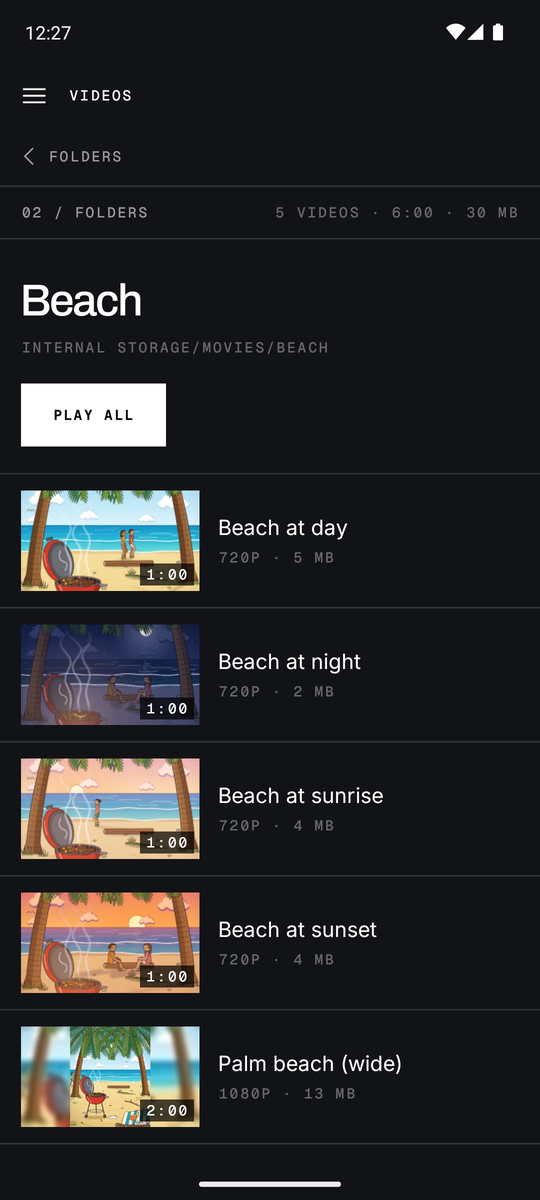 12:27
VIDEOS
FOLDERS
02 / FOLDERS
5 VIDEOS · 6:00 · 30 MB
Beach
INTERNAL STORAGE/MOVIES/BEACH
PLAY ALL
1:00
Beach at day
720P · 5 MB
1:00
Beach at night
720P · 2 MB
1:00
Beach at sunrise
720P · 4 MB
1:00
Beach at sunset
720P · 4 MB
2:00
Palm beach (wide)
1080P · 13 MB